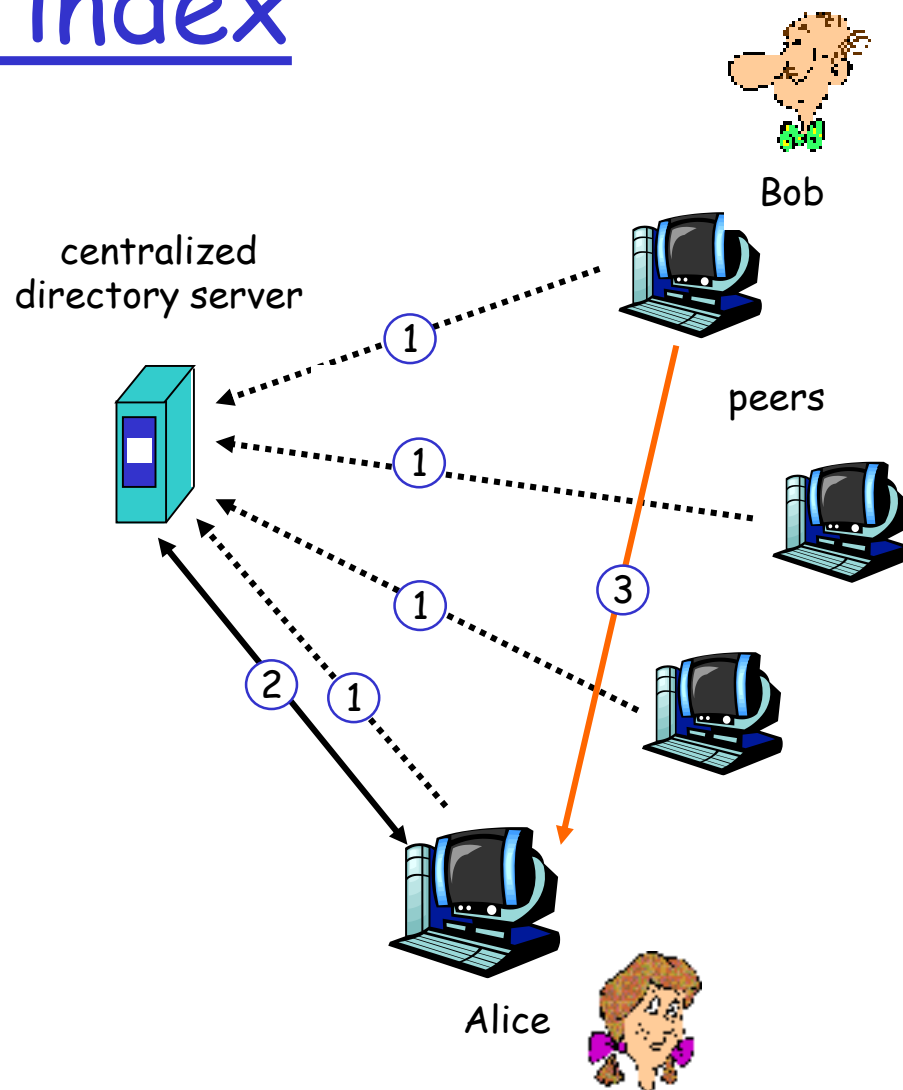 index
Bob
centralized
directory server
1
peers
1
3
1
2
1
Alice